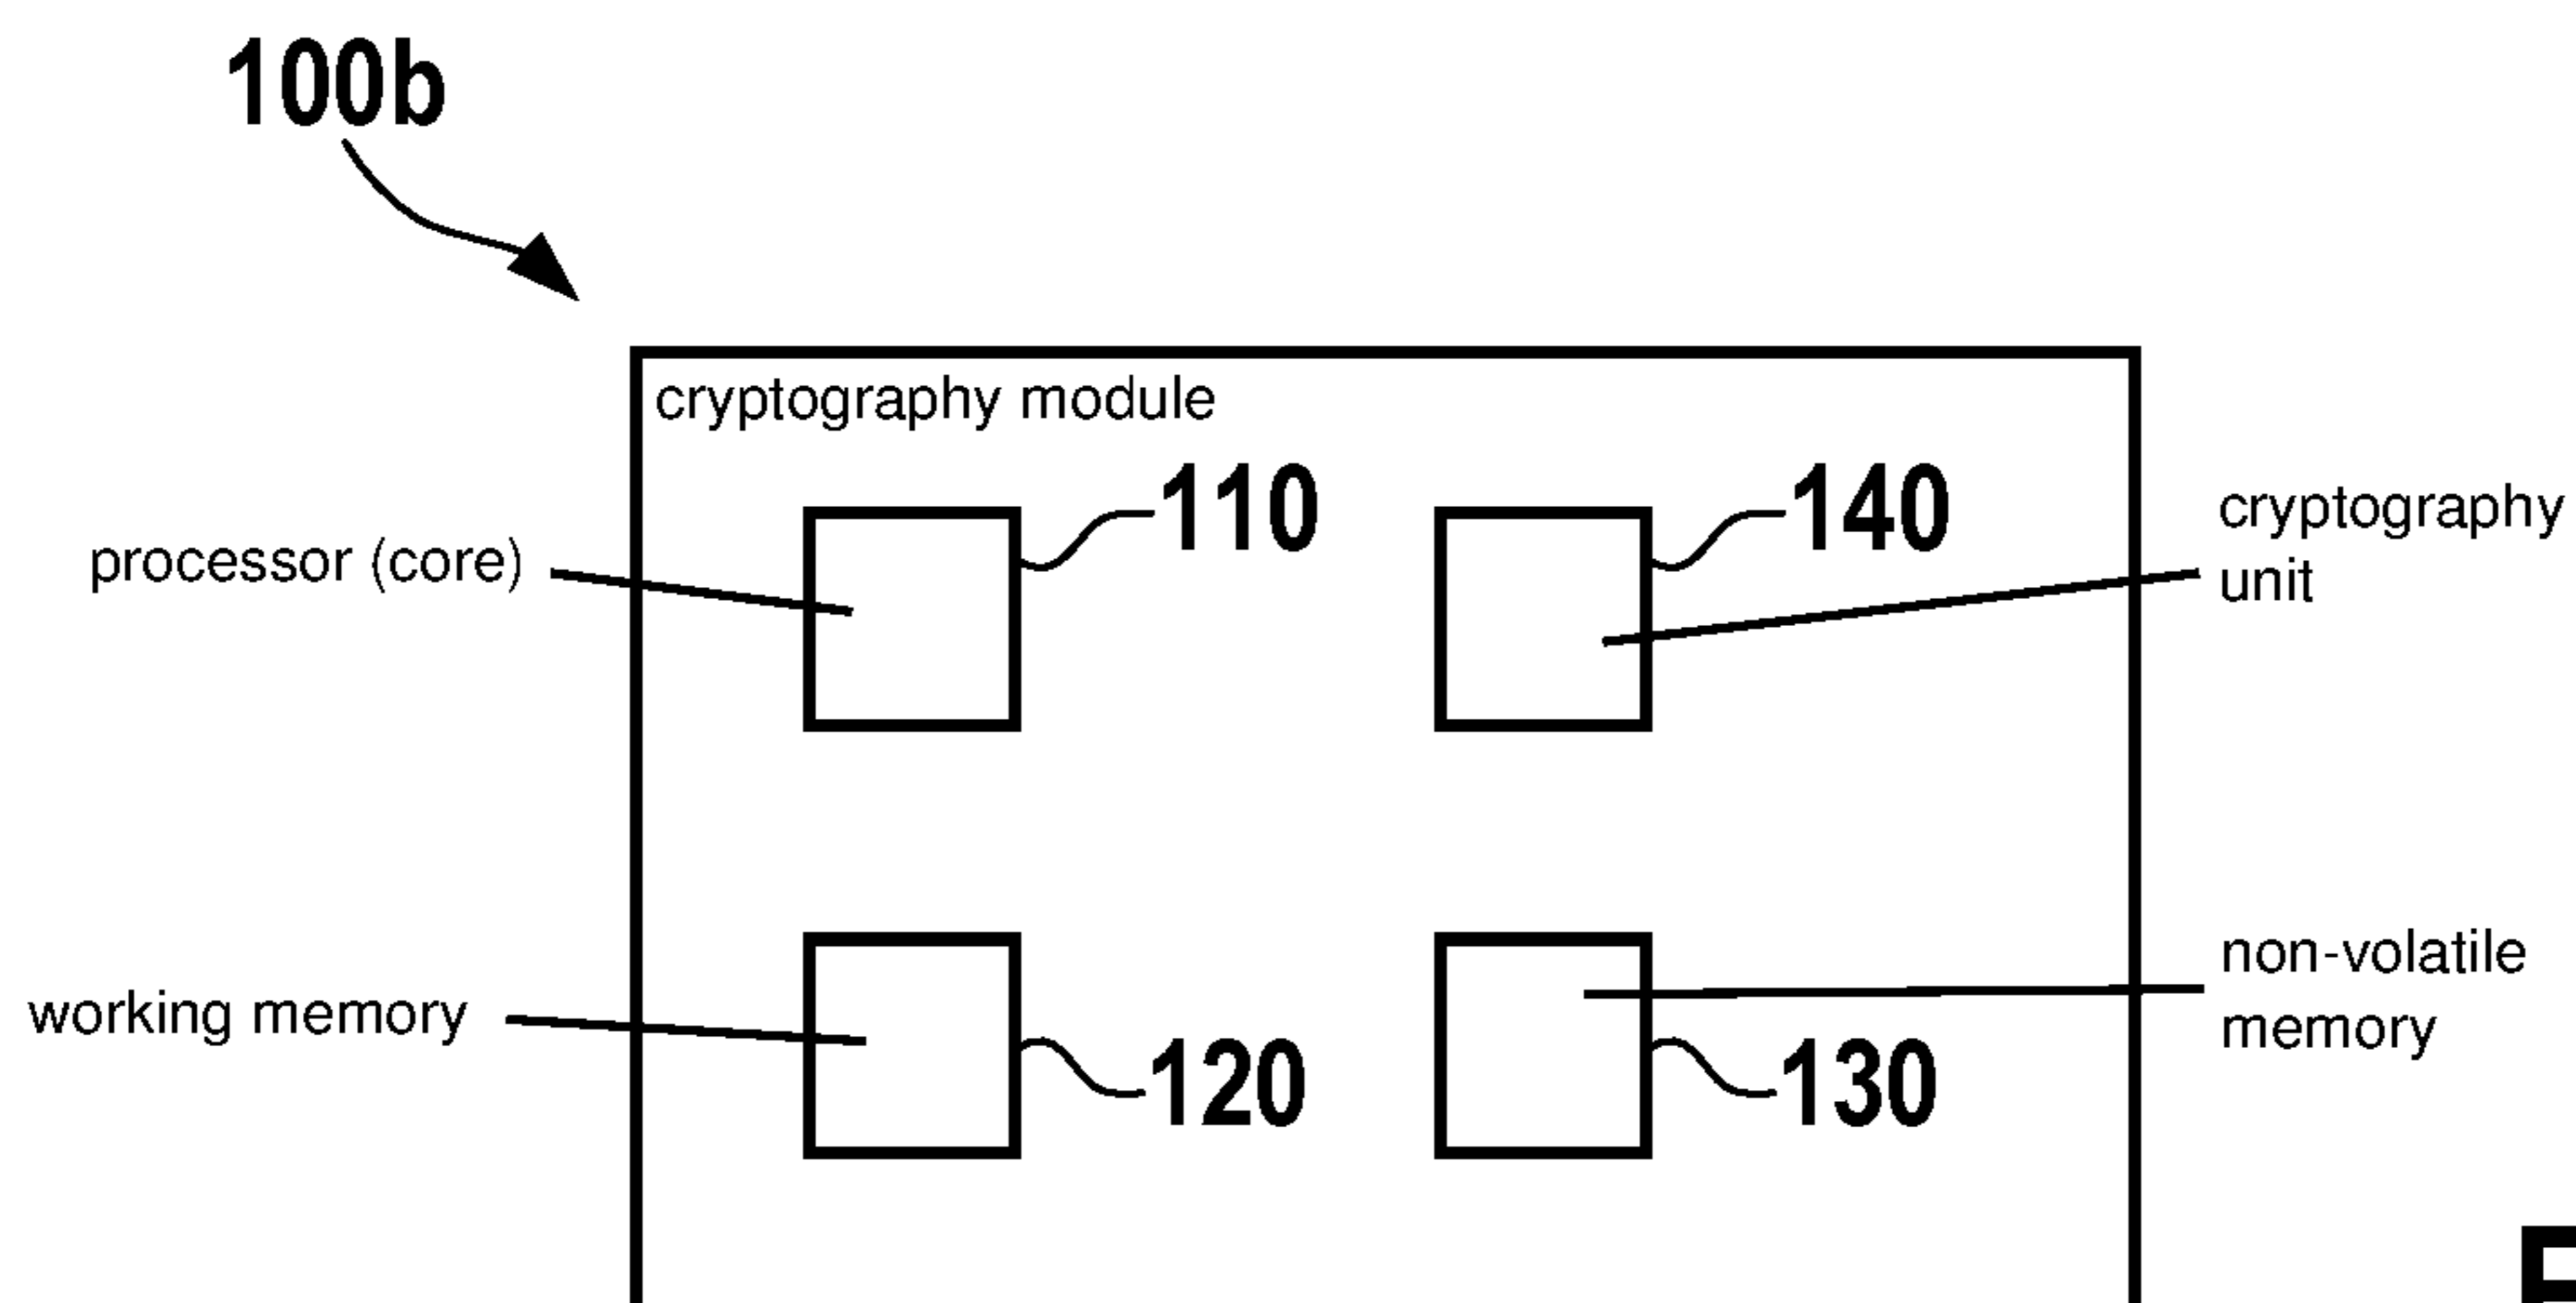 100b
cryptography module
110
140
processor (core)
cryptography
unit
working memory
120
130
non-volatile
memory